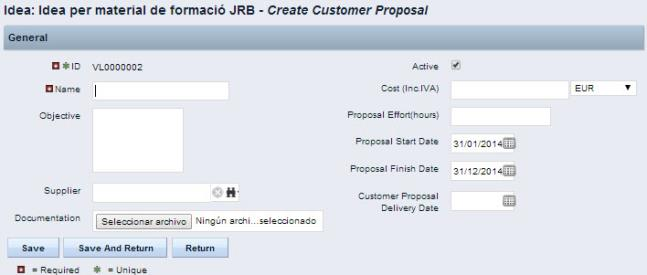 Idea: Idea per material de formació JRB - Create Customer Proposal
General
ID VL0000002
Name
Objective
Supplier
Documentation Seleccionar archivo Ningún archi...seleccionado
Active
Cost (Inc.IVA) EUR
Proposal Effort(hours)
Proposal Start Date 31/01/2014
Proposal Finish Date 31/12/2014
Customer Proposal
Delivery Date
Save Save And Return Return
= Required = Unique